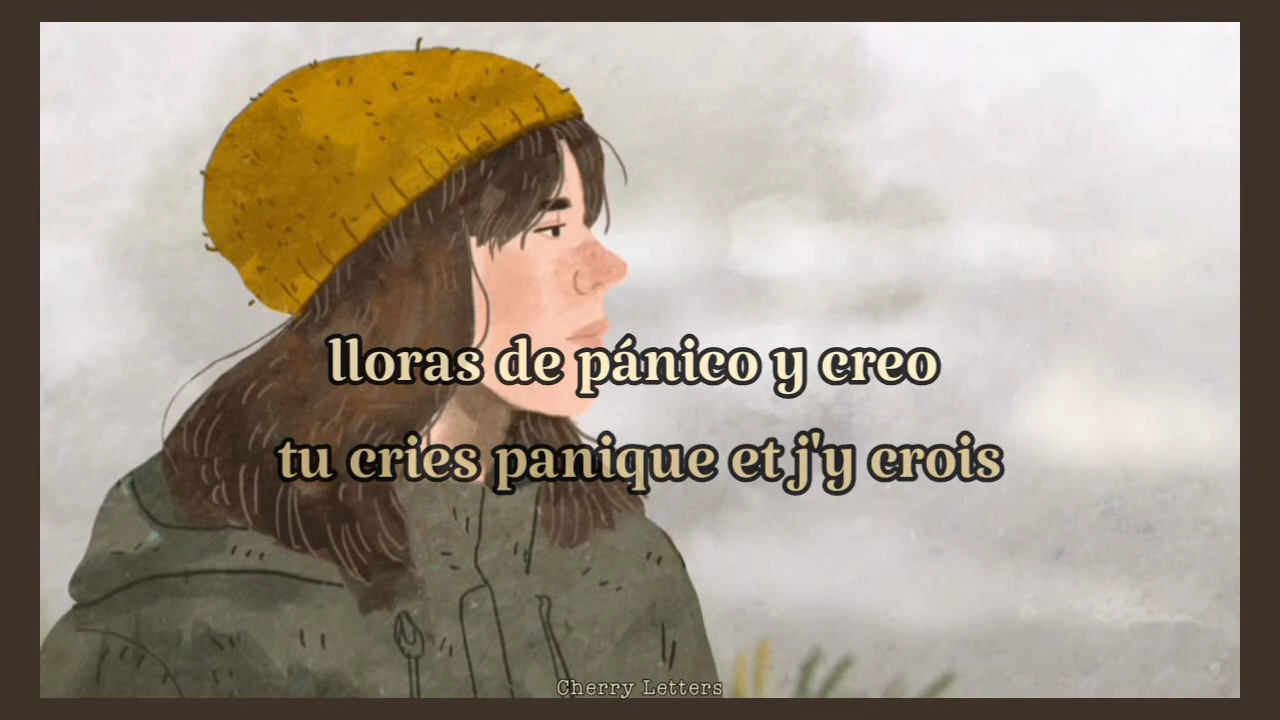 lloras de pánico y creo
tu cries panique et j'y crois
Cherry Letters